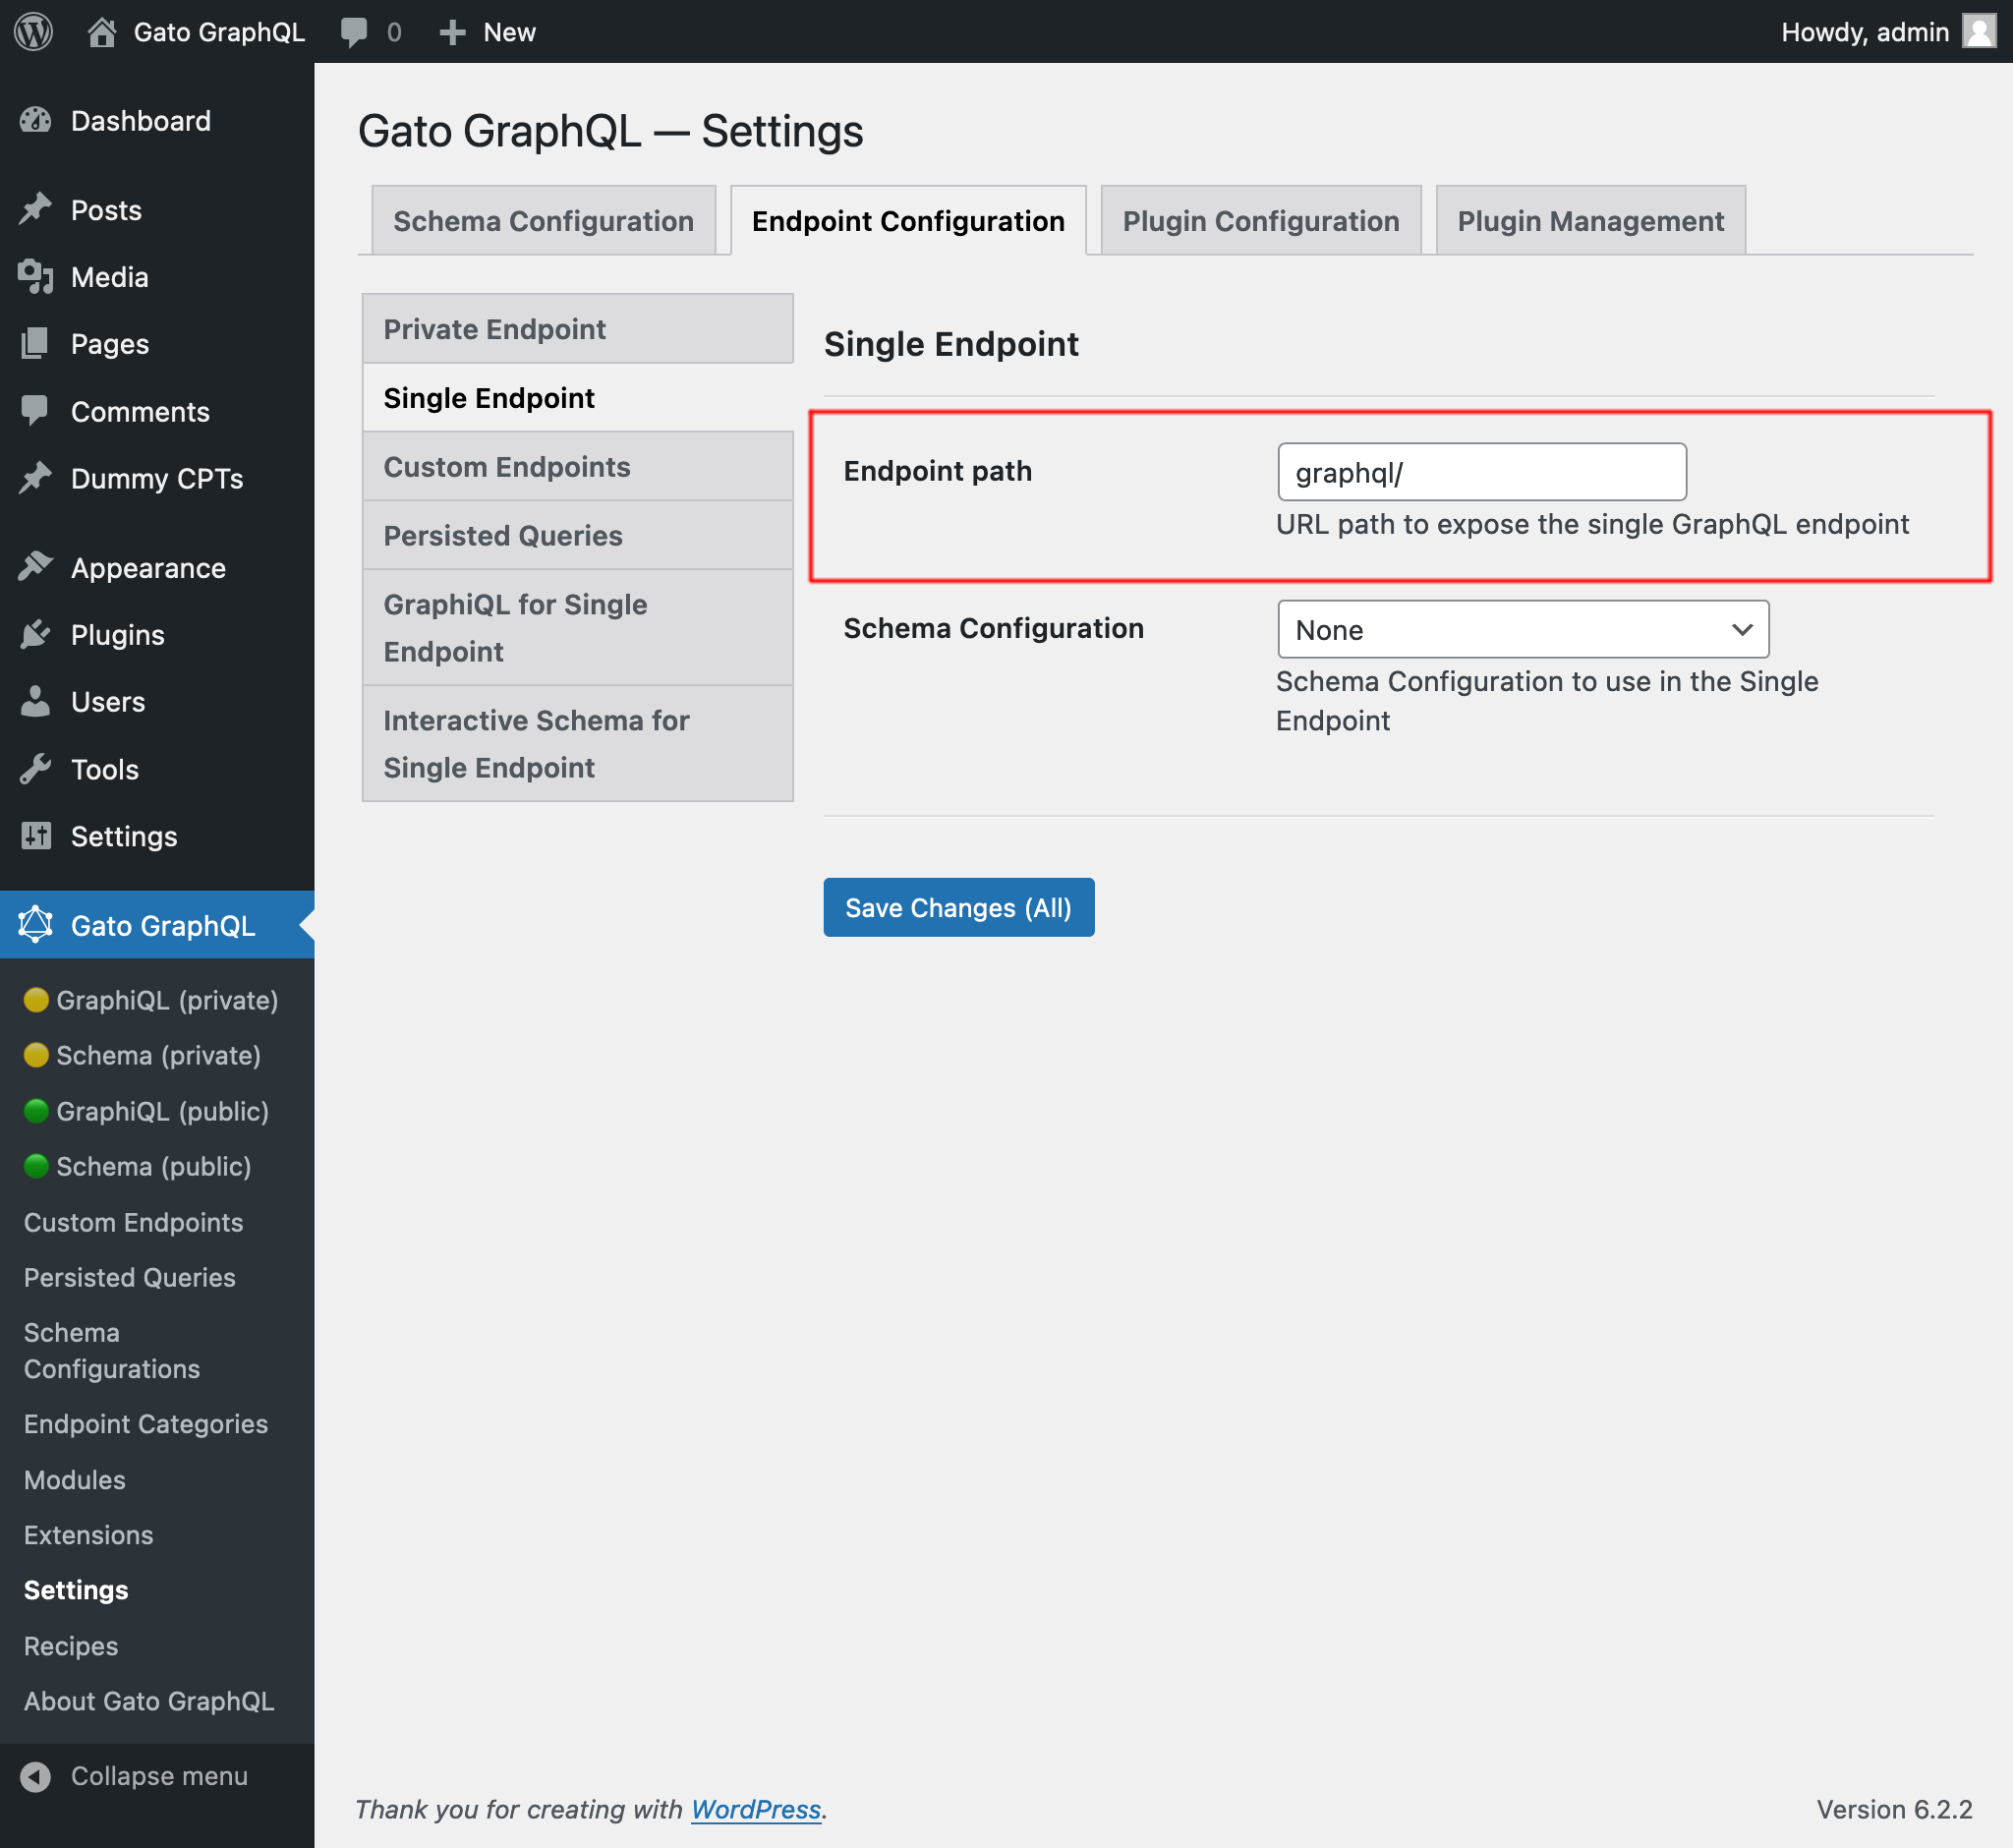 Gato GraphQL
0
New
Howdy, admin
Dashboard
Posts
Media
Pages
Comments
Dummy CPTs
Appearance
Plugins
Users
Tools
Settings
Gato GraphQL
GraphiQL (private)
Schema (private)
GraphiQL (public)
Schema (public)
Custom Endpoints
Persisted Queries
Schema
Configurations
Endpoint Categories
Modules
Extensions
Settings
Recipes
About Gato GraphQL
Collapse menu
Gato GraphQL — Settings
Schema Configuration
Endpoint Configuration
Plugin Configuration
Plugin Management
Private Endpoint
Single Endpoint
Custom Endpoints
Persisted Queries
GraphiQL for Single
Endpoint
Interactive Schema for
Single Endpoint
Single Endpoint
Endpoint path
graphql/
URL path to expose the single GraphQL endpoint
Schema Configuration
None
Schema Configuration to use in the Single
Endpoint
Save Changes (All)
Thank you for creating with WordPress.
Version 6.2.2